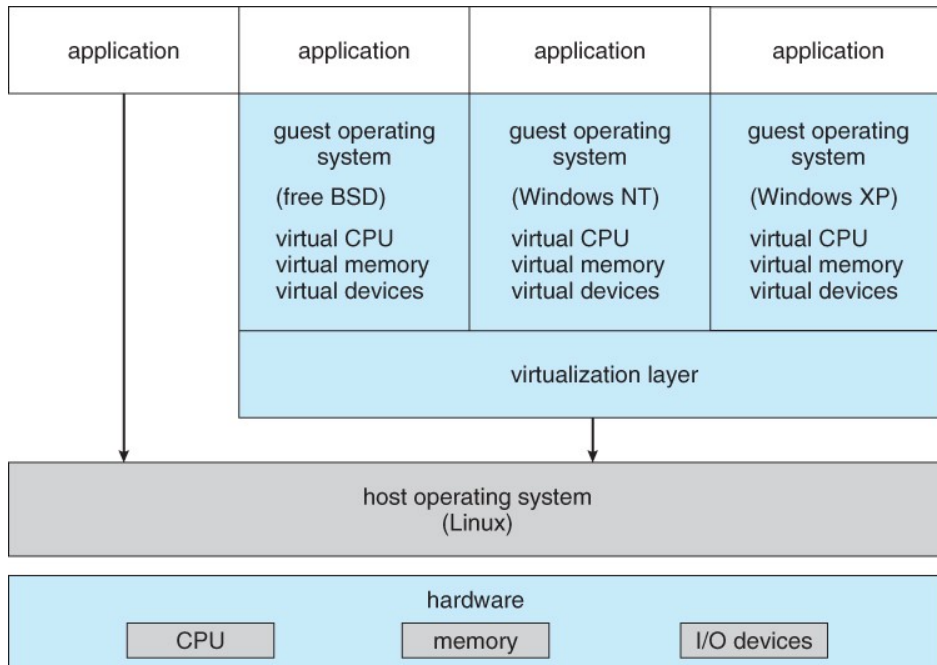 application
application
application
application
guest operating
system
(free BSD)
virtual CPU
virtual memory
virtual devices
guest operating
system
(Windows NT)
virtual CPU
virtual memory
virtual devices
guest operating
system
(Windows XP)
virtual CPU
virtual memory
virtual devices
virtualization layer
host operating system
(Linux)
hardware
CPU
memory
I/O devices